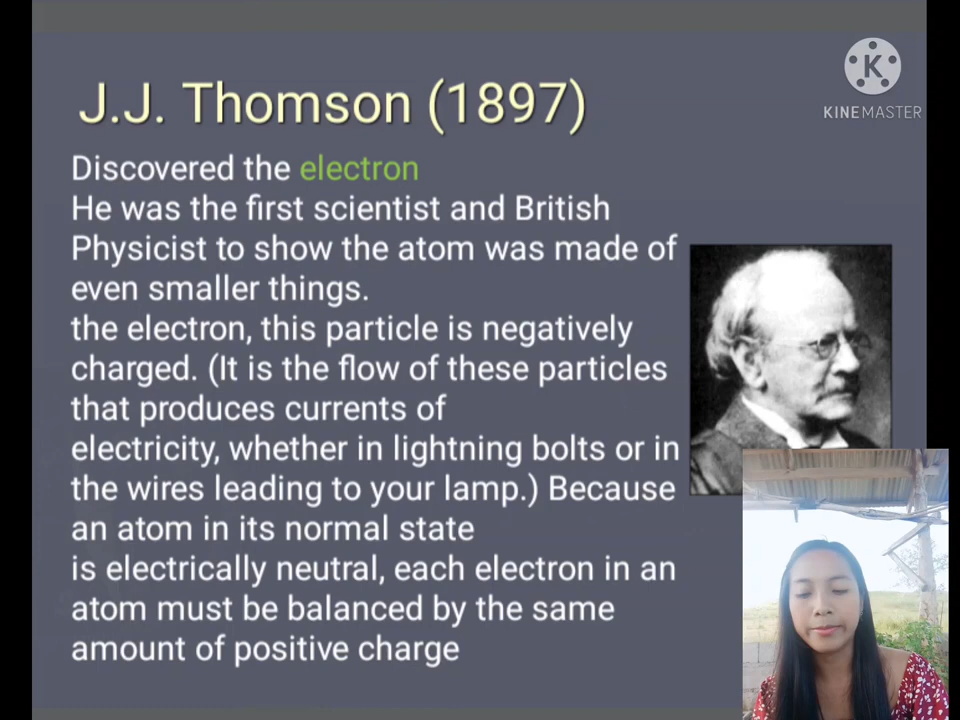 J.J. Thomson (1897)
K
KINEMASTER
Discovered the electron
He was the first scientist and British
Physicist to show the atom was made of
even smaller things.
the electron, this particle is negatively
charged. (It is the flow of these particles
that produces currents of
electricity, whether in lightning bolts or in
the wires leading to your lamp.) Because
an atom in its normal state
is electrically neutral, each electron in an
atom must be balanced by the same
amount of positive charge